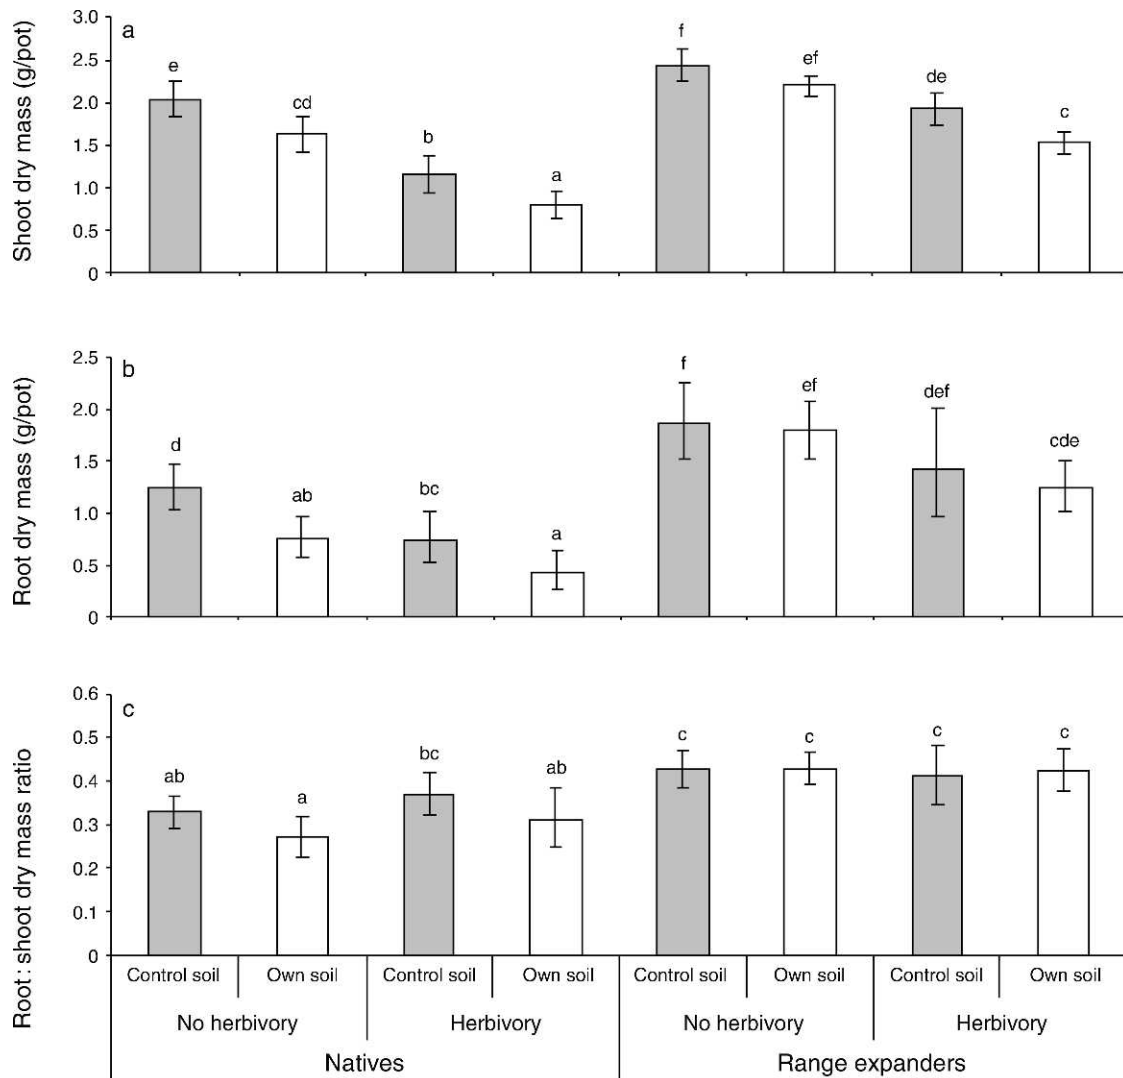 Shoot dry mass (g/pot)
3.0
2.5
2.0
1.5
1.0
0.5
0
a
e
cd
b
a
f
ef
de
c
Root dry mass (g/pot)
2.5
2.0
1.5
1.0
0.5
0
b
d
ab
bc
a
f
ef
def
cde
Root : shoot dry mass ratio
0.6
0.5
0.4
0.3
0.2
0.1
0
c
ab
a
bc
ab
c
c
c
c
Control soil Own soil Control soil Own soil Control soil Own soil Control soil Own soil
No herbivory Herbivory No herbivory Herbivory
Natives Range expanders